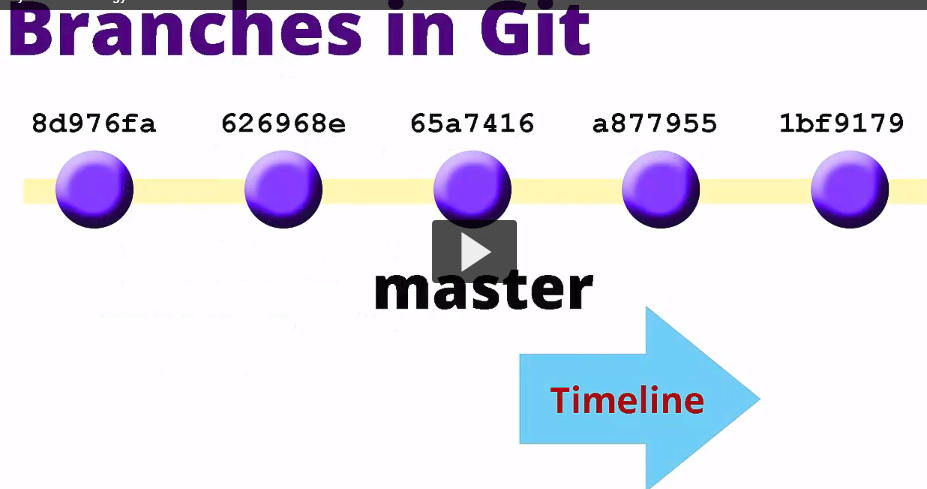 Branches in Git
8d976fa 626968e 65a7416 a877955 1bf9179
master
Timeline